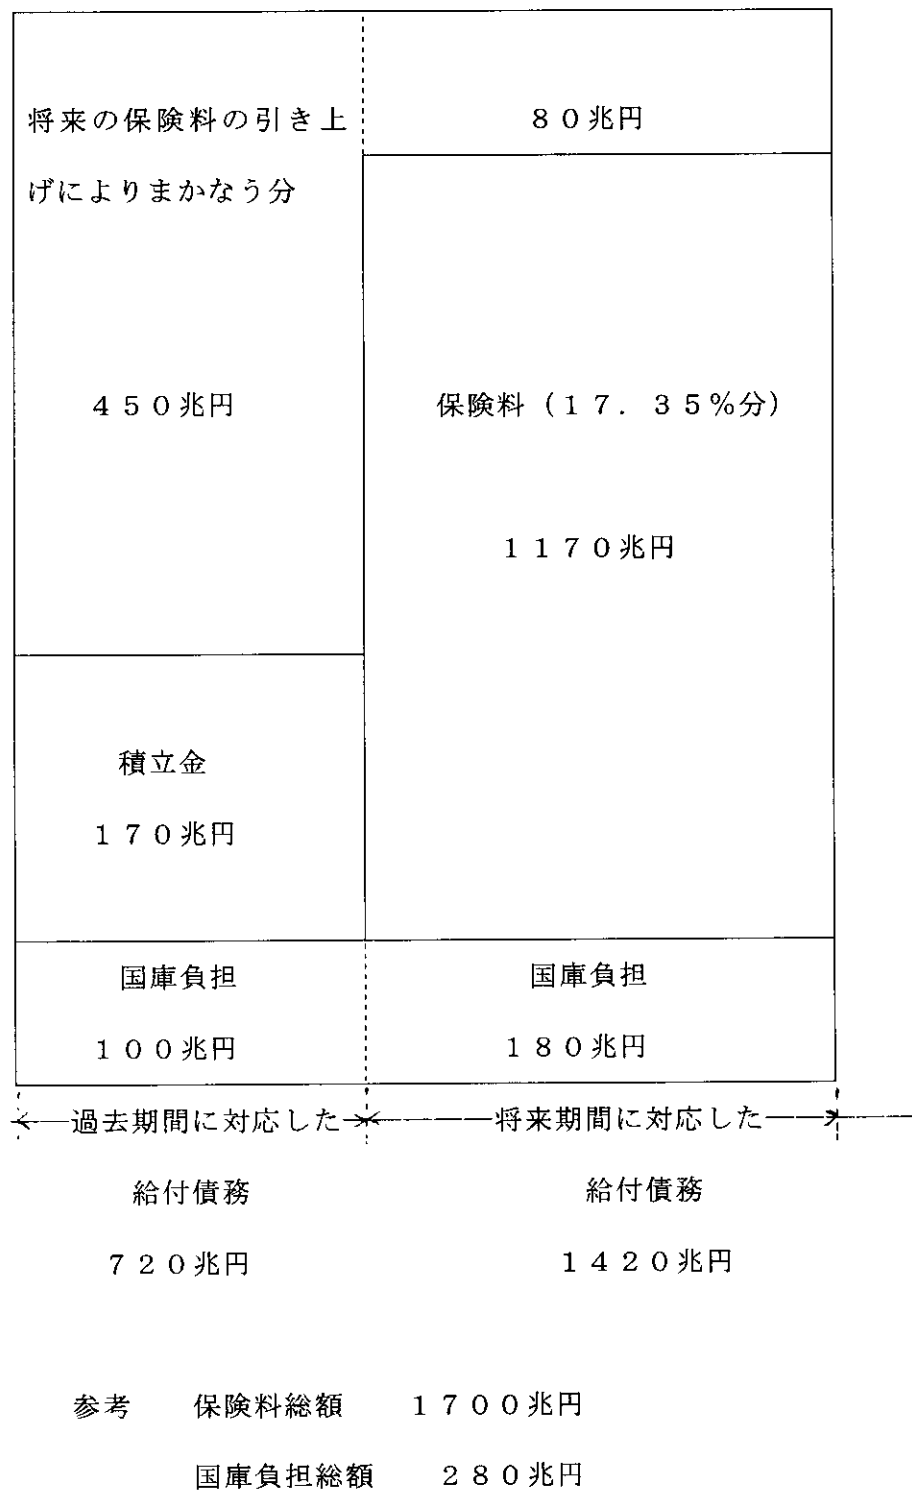 将来の保険料の引き上
げによりまかなう分
８０兆円
４５０兆円
保険料（１７．３５％分）
１１７０兆円
積立金
１７０兆円
国庫負担
１００兆円
国庫負担
１８０兆円
過去期間に対応した
給付債務
７２０兆円
将来期間に対応した
給付債務
１４２０兆円
参考 保険料総額 １７００兆円
国庫負担総額 ２８０兆円